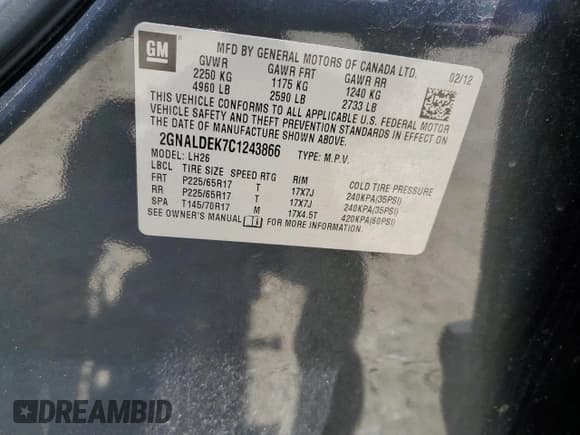 GM
MFD BY GENERAL MOTORS OF CANADA LTD. 02/12
GVWR GAWR FRT GAWR RR
2250 KG 1175 KG 1240 KG
4960 LB 2590 LB 2733 LB
THIS VEHICLE CONFORMS TO ALL APPLICABLE U.S. FEDERAL MOTOR
VEHICLE SAFETY AND THEFT PREVENTION STANDARDS IN EFFECT ON
THE DATE OF MANUFACTURE SHOWN ABOVE.
2GNALDEK7C1243866 TYPE: M.P.V.
MODEL: LH26
LBCL TIRE SIZE SPEED RTG RIM COLD TIRE PRESSURE
FRT P225/65R17 T 17X7J 240KPA(35PSI)
RR P225/65R17 T 17X7J 240KPA(35PSI)
SPA T145/70R17 M 17X4.5T 420KPA(60PSI)
SEE OWNER'S MANUAL FOR MORE INFORMATION.
DREAMBID